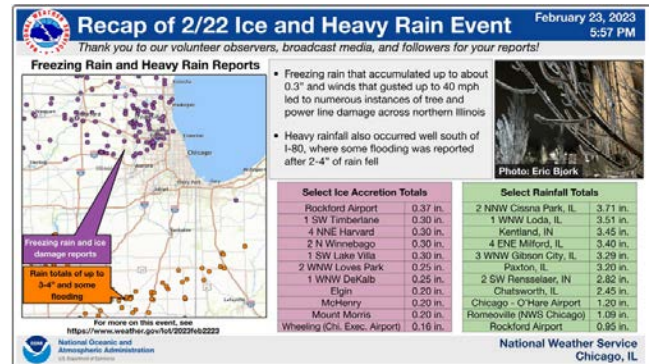 Recap of 2/22 Ice and Heavy Rain Event
February 23, 2023
5:57 PM
Thank you to our volunteer observers, broadcast media, and followers for your reports!
Freezing Rain and Heavy Rain Reports
Chicago
Freezing rain and ice
damage reports
Rain totals of up to
3-4" and some
flooding
For more on this event, see
https://www.weather.gov/lot/2023feb2223
• Freezing rain that accumulated up to about
0.3" and winds that gusted up to 40 mph
led to numerous instances of tree and
power line damage across northern Illinois
• Heavy rainfall also occurred well south of
I-80, where some flooding was reported
after 2-4" of rain fell
Photo: Eric Bjork
Select Ice Accretion Totals
Rockford Airport 0.37 in.
1 SW Timberlane 0.30 in.
4 NNE Harvard 0.30 in.
2 N Winnebago 0.30 in.
1 SW Lake Villa 0.30 in.
2 WNW Loves Park 0.25 in.
1 WNW DeKalb 0.25 in.
Elgin 0.20 in.
McHenry 0.20 in.
Mount Morris 0.20 in.
Wheeling (Chi. Exec. Airport) 0.16 in.
Select Rainfall Totals
2 NNW Cissna Park, IL 3.71 in.
1 WNW Loda, IL 3.51 in.
Kentland, IN 3.45 in.
4 ENE Milford, IL 3.40 in.
3 WNW Gibson City, IL 3.29 in.
Paxton, IL 3.20 in.
2 SW Rensselaer, IN 2.82 in.
Chatsworth, IL 2.45 in.
Chicago - O'Hare Airport 1.20 in.
Romeoville (NWS Chicago) 1.09 in.
Rockford Airport 0.95 in.
National Oceanic and
Atmospheric Administration
U.S. Department of Commerce
National Weather Service
Chicago, IL